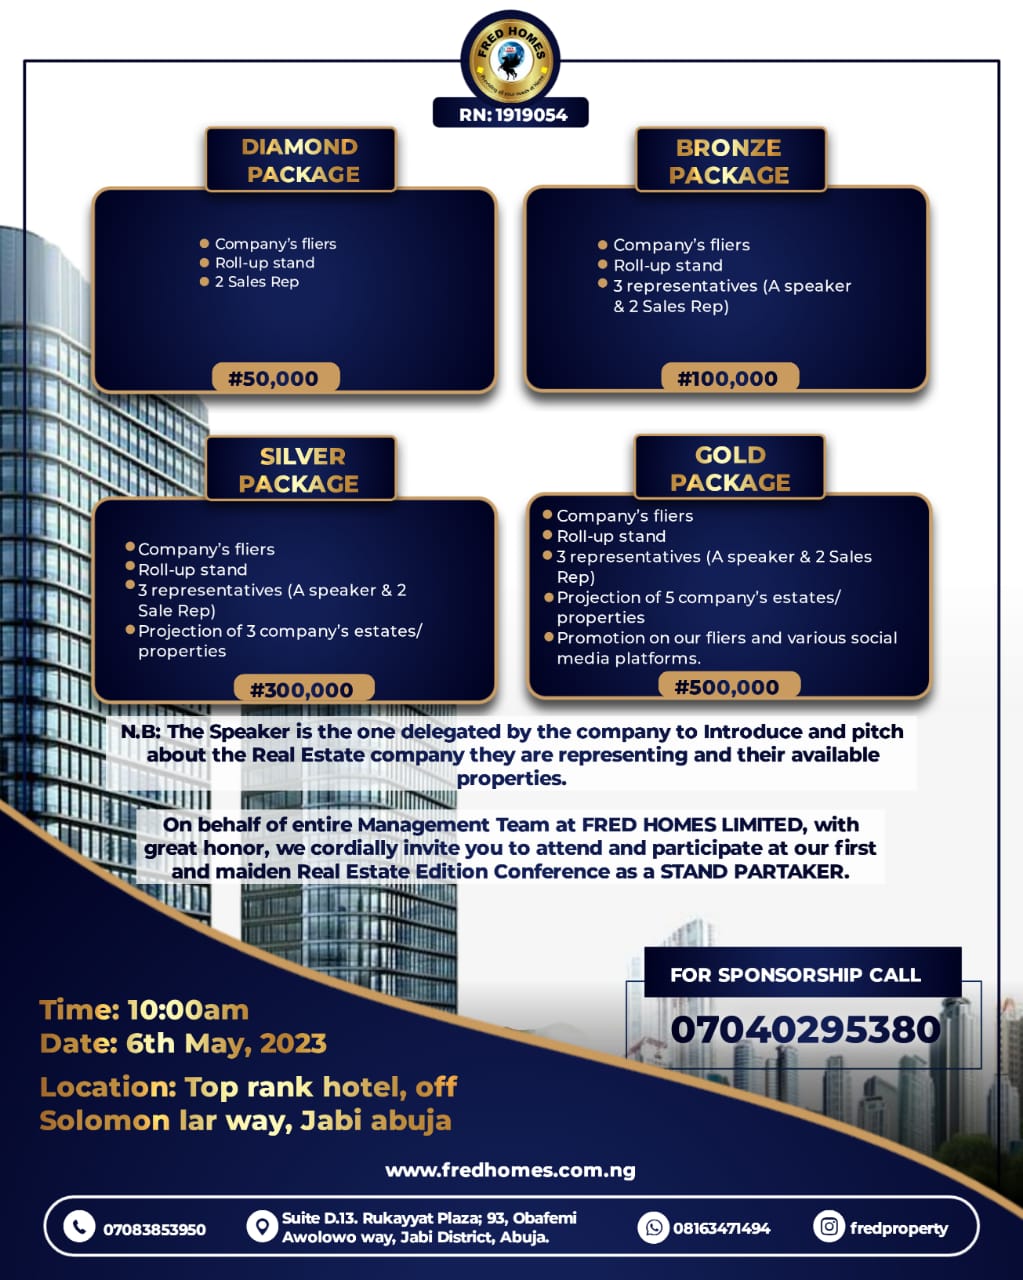 FRED HOMES
RN: 1919054
DIAMOND
PACKAGE
Company's fliers
Roll-up stand
2 Sales Rep
#50,000
BRONZE
PACKAGE
Company's fliers
Roll-up stand
3 representatives (A speaker
& 2 Sales Rep)
#100,000
SILVER
PACKAGE
Company's fliers
Roll-up stand
3 representatives (A speaker & 2
Sale Rep)
Projection of 3 company's estates/
properties
#300,000
GOLD
PACKAGE
Company's fliers
Roll-up stand
3 representatives (A speaker & 2 Sales
Rep)
Projection of 5 company's estates/
properties
Promotion on our fliers and various social
media platforms.
#500,000
N.B: The Speaker is the one delegated by the company to Introduce and pitch
about the Real Estate company they are representing and their available
properties.
On behalf of entire Management Team at FRED HOMES LIMITED, with
great honor, we cordially invite you to attend and participate at our first
and maiden Real Estate Edition Conference as a STAND PARTAKER.
FOR SPONSORSHIP CALL
07040295380
Time: 10:00am
Date: 6th May, 2023
Location: Top rank hotel, off
Solomon lar way, Jabi abuja
www.fredhomes.com.ng
07083853950
Suite D.13. Rukayyat Plaza; 93, Obafemi
Awolowo way, Jabi District, Abuja.
08163471494
fredproperty